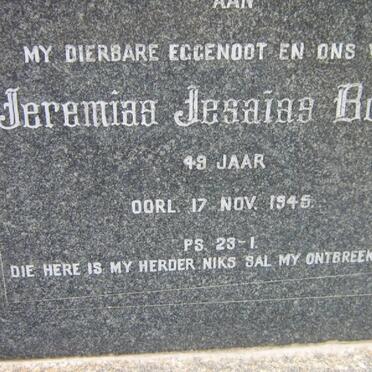 AAN
MY DIERBARE EGGENOOT EN ONS
Jeremias Jesaias Bo
49 JAAR
OORL. 17 NOV. 1945.
PS. 23-1.
DIE HERE IS MY HERDER NIKS SAL MY ONTBREEK